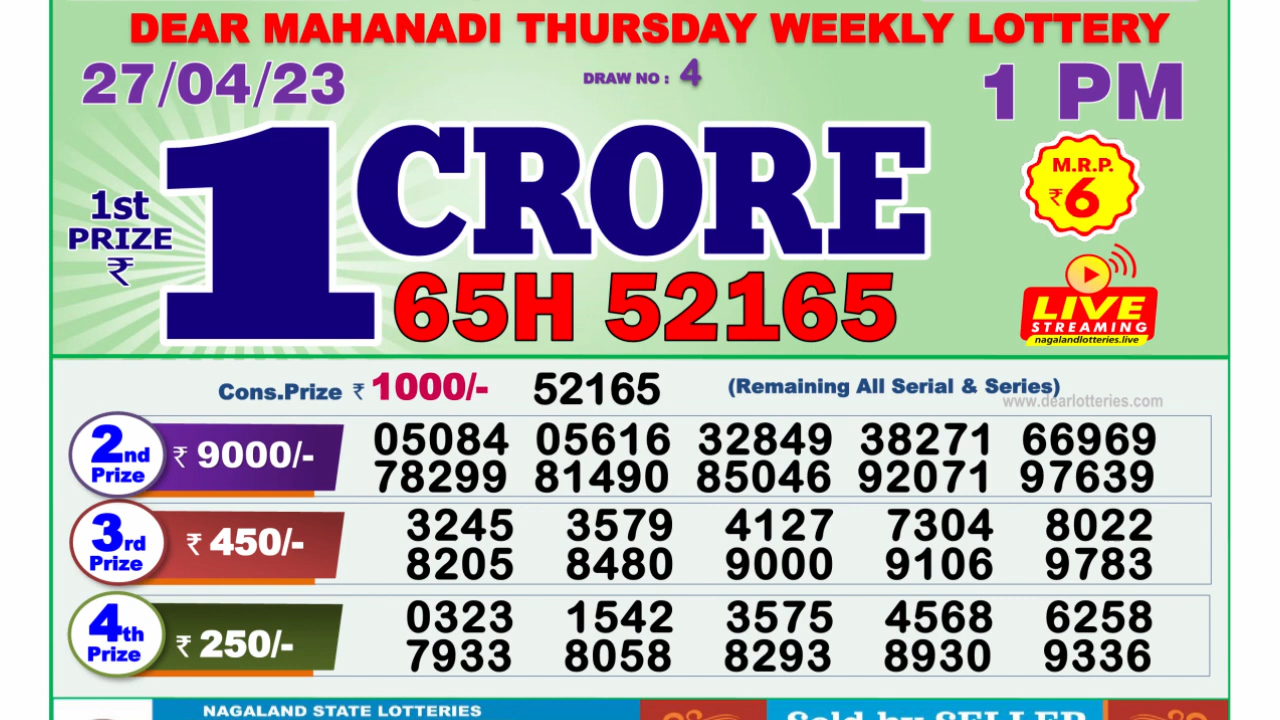 DEAR MAHANADI THURSDAY WEEKLY LOTTERY
27/04/23
DRAW NO : 4
1 PM
1st
PRIZE
₹
1 CRORE
65H 52165
M.R.P.
₹6
LIVE
STREAMING
nagalandlotteries.live
Cons.Prize ₹ 1000/- 52165 (Remaining All Serial & Series)
www.dearlotteries.com
2nd
Prize
₹ 9000/-
05084 05616 32849 38271 66969
78299 81490 85046 92071 97639
3rd
Prize
₹ 450/-
3245 3579 4127 7304 8022
8205 8480 9000 9106 9783
4th
Prize
₹ 250/-
0323 1542 3575 4568 6258
7933 8058 8293 8930 9336
NAGALAND STATE LOTTERIES
Sold by SELLER